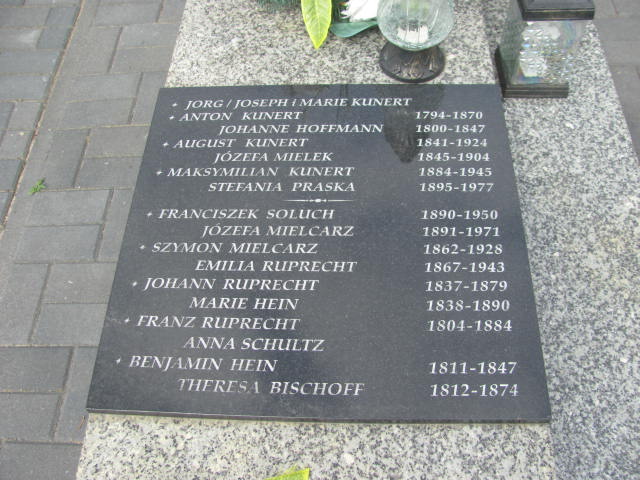 + JORG / JOSEPH i MARIE KUNERT
+ ANTON KUNERT 1794-1870
JOHANNE HOFFMANN 1800-1847
+ AUGUST KUNERT 1841-1924
JÓZEFA MIELEK 1845-1904
+ MAKSYMILIAN KUNERT 1884-1945
STEFANIA PRASKA 1895-1977
+ FRANCISZEK SOLUCH 1890-1950
JÓZEFA MIELCARZ 1891-1971
+ SZYMON MIELCARZ 1862-1928
EMILIA RUPRECHT 1867-1943
+ JOHANN RUPRECHT 1837-1879
MARIE HEIN 1838-1890
+ FRANZ RUPRECHT 1804-1884
ANNA SCHULTZ
+ BENJAMIN HEIN 1811-1847
THERESA BISCHOFF 1812-1874